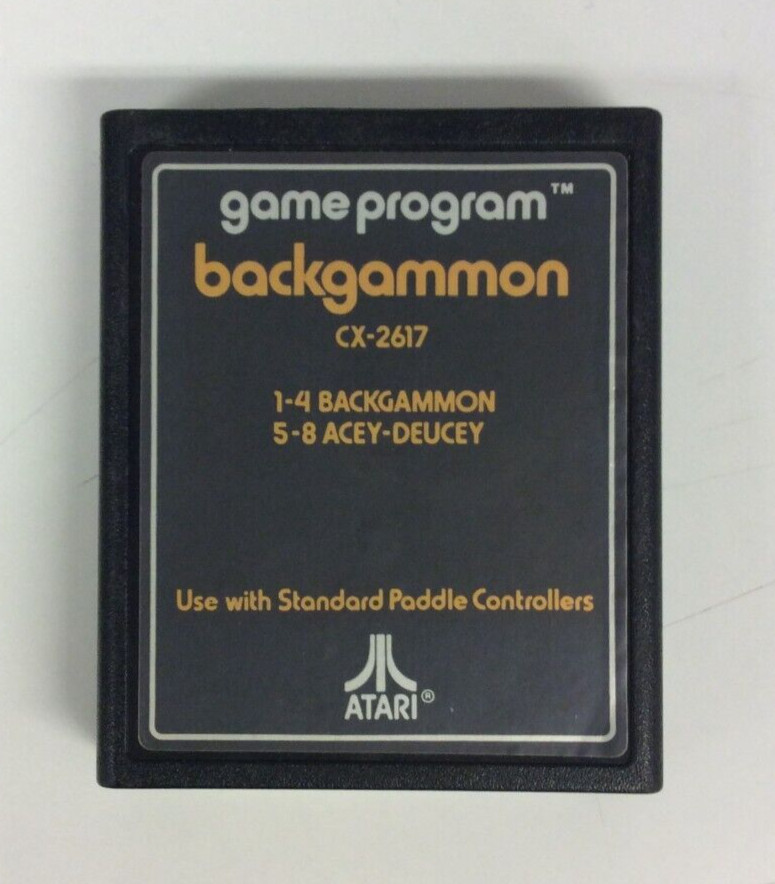 game program™
backgammon
CX-2617
1-4 BACKGAMMON
5-8 ACEY-DEUCEY
Use with Standard Paddle Controllers
ATARI®